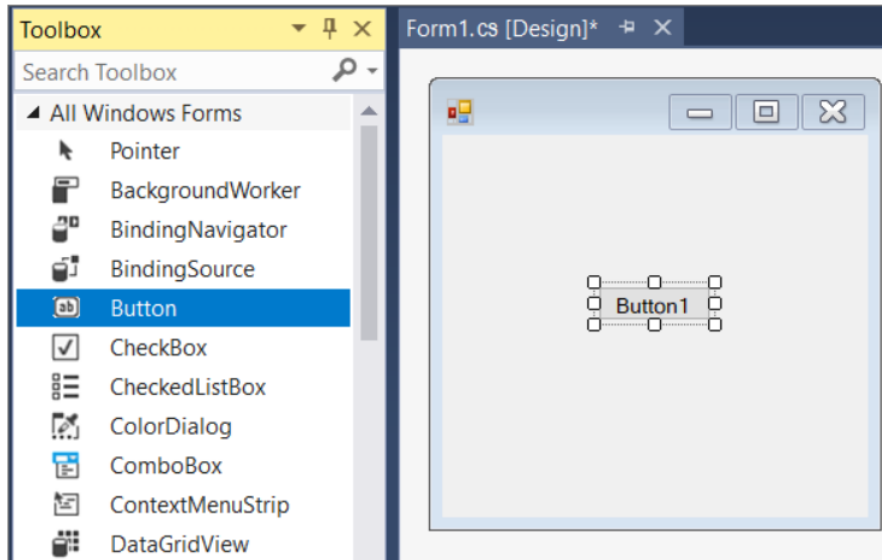 Toolbox
Search Toolbox
All Windows Forms
Pointer
BackgroundWorker
BindingNavigator
BindingSource
Button
CheckBox
CheckedListBox
ColorDialog
ComboBox
ContextMenuStrip
DataGridView
Form1.cs [Design]*
Button1